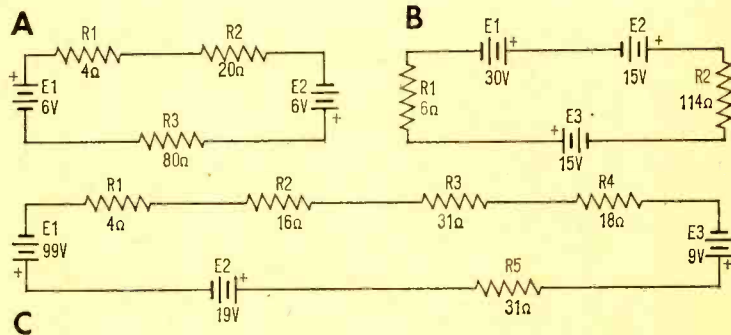 A
R1
4Ω
R2
20Ω
+
E1
6V
E2
6V
+
R3
80Ω
B
E1
+
30V
E2
+
15V
R1
6Ω
R2
114Ω
E3
+
15V
R1
4Ω
R2
16Ω
R3
31Ω
R4
18Ω
E1
99V
+
E3
9V
+
E2
+
19V
R5
31Ω
C